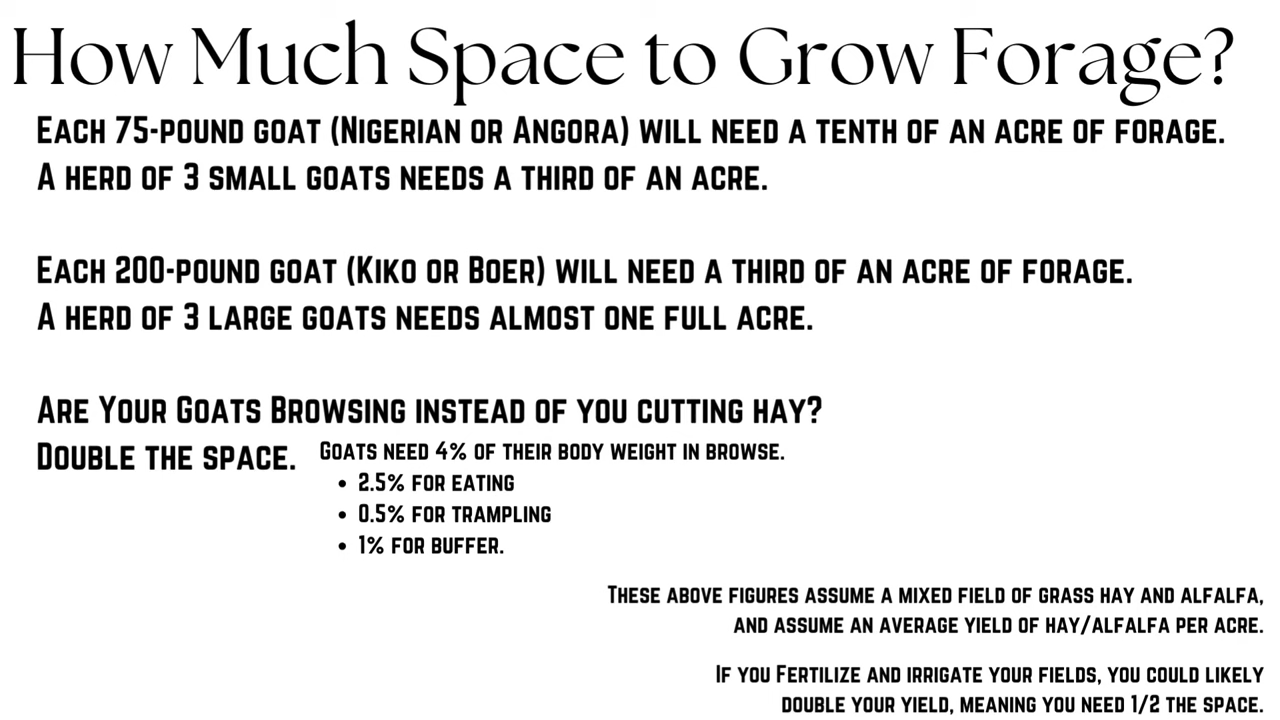 How Much Space to Grow Forage?
Each 75-pound goat (Nigerian or Angora) will need a tenth of an acre of forage.
A herd of 3 small goats needs a third of an acre.
Each 200-pound goat (Kiko or Boer) will need a third of an acre of forage.
A herd of 3 large goats needs almost one full acre.
Are Your Goats Browsing instead of you cutting hay?
Double the space.
Goats need 4% of their body weight in browse.
• 2.5% for eating
• 0.5% for trampling
• 1% for buffer.
These above figures assume a mixed field of grass hay and alfalfa,
and assume an average yield of hay/alfalfa per acre.
If you Fertilize and irrigate your fields, you could likely
double your yield, meaning you need 1/2 the space.